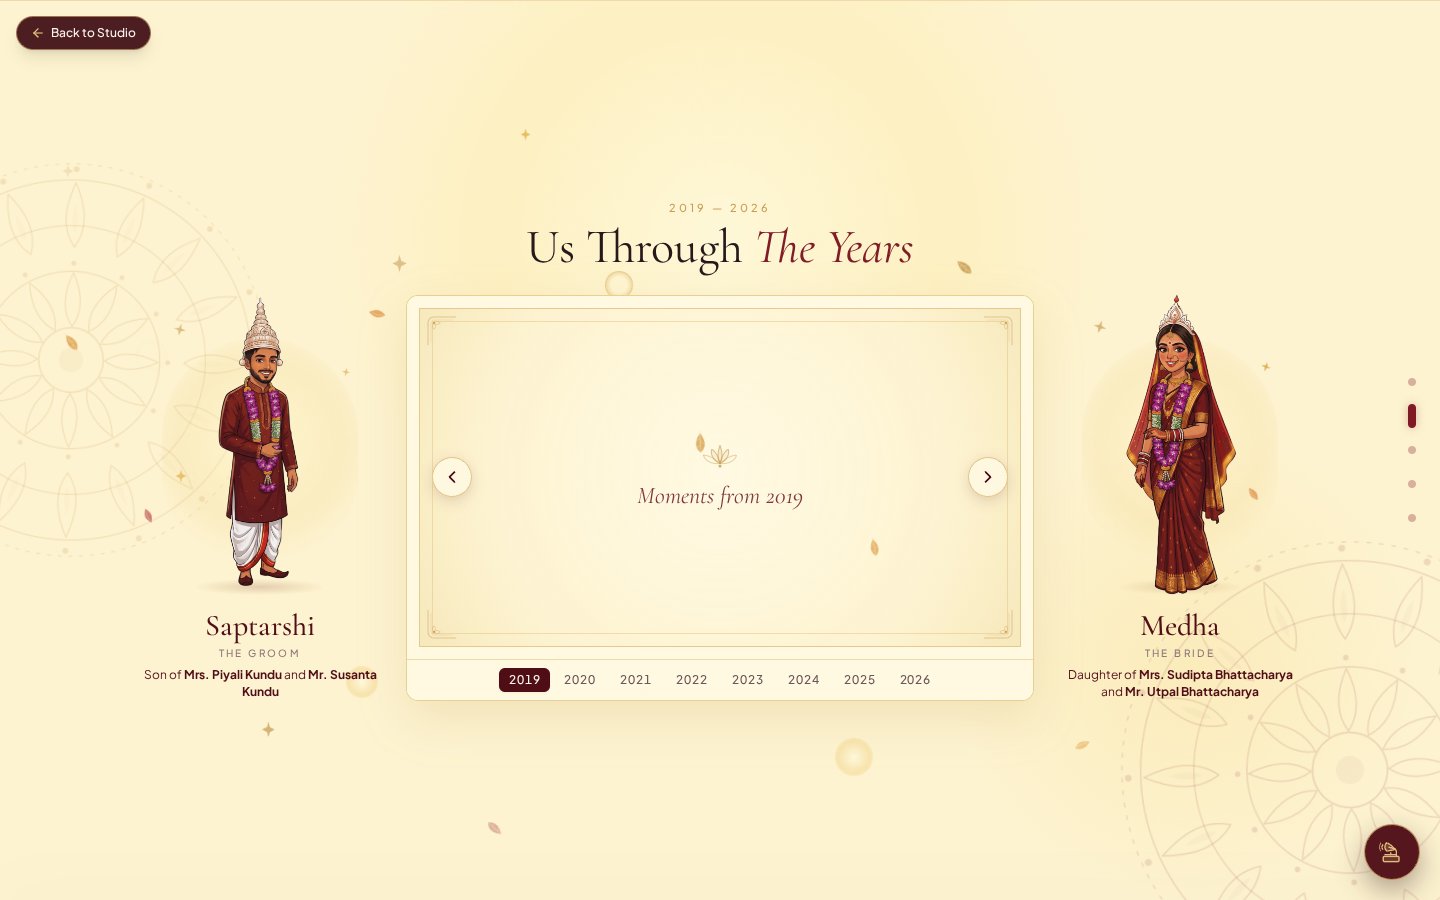 Back to Studio
2019 — 2026
Us Through The Years
Moments from 2019
Saptarshi
THE GROOM
Son of Mrs. Piyali Kundu and Mr. Susanta
Kundu
2019 2020 2021 2022 2023 2024 2025 2026
Medha
THE BRIDE
Daughter of Mrs. Sudipta Bhattacharya
and Mr. Utpal Bhattacharya